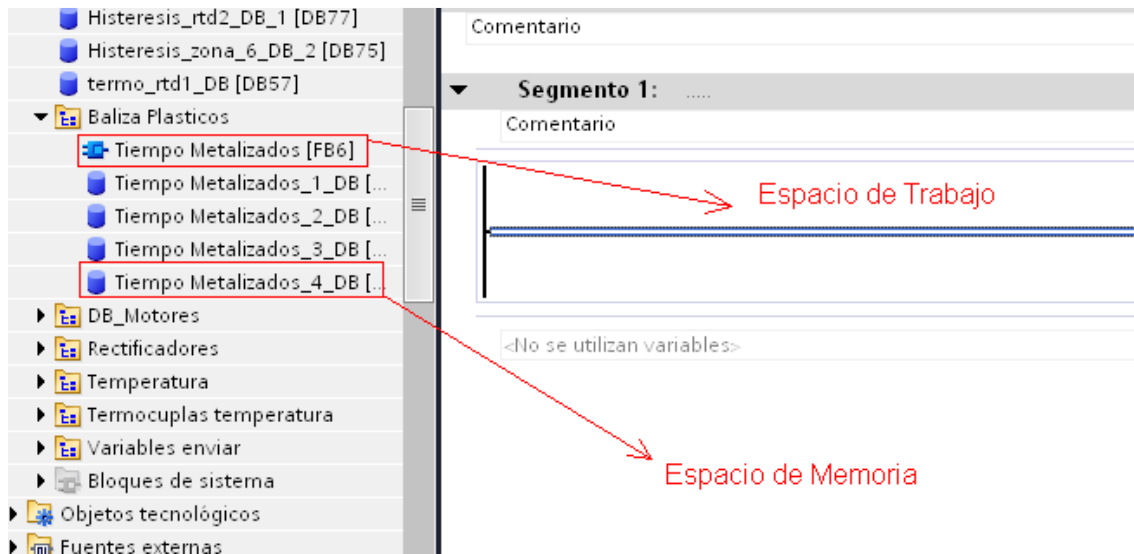 Histeresis_rtd2_DB_1 [DB77]
Histeresis_zona_6_DB_2 [DB75]
termo_rtd1_DB [DB57]
Baliza Plasticos
Tiempo Metalizados [FB6]
Tiempo Metalizados_1_DB [...
Tiempo Metalizados_2_DB [...
Tiempo Metalizados_3_DB [...
Tiempo Metalizados_4_DB [...
DB_Motores
Rectificadores
Temperatura
Termocuplas temperatura
Variables enviar
Bloques de sistema
Objetos tecnológicos
Fuentes externas
Comentario
Segmento 1: .....
Comentario
Espacio de Trabajo
<No se utilizan variables>
Espacio de Memoria